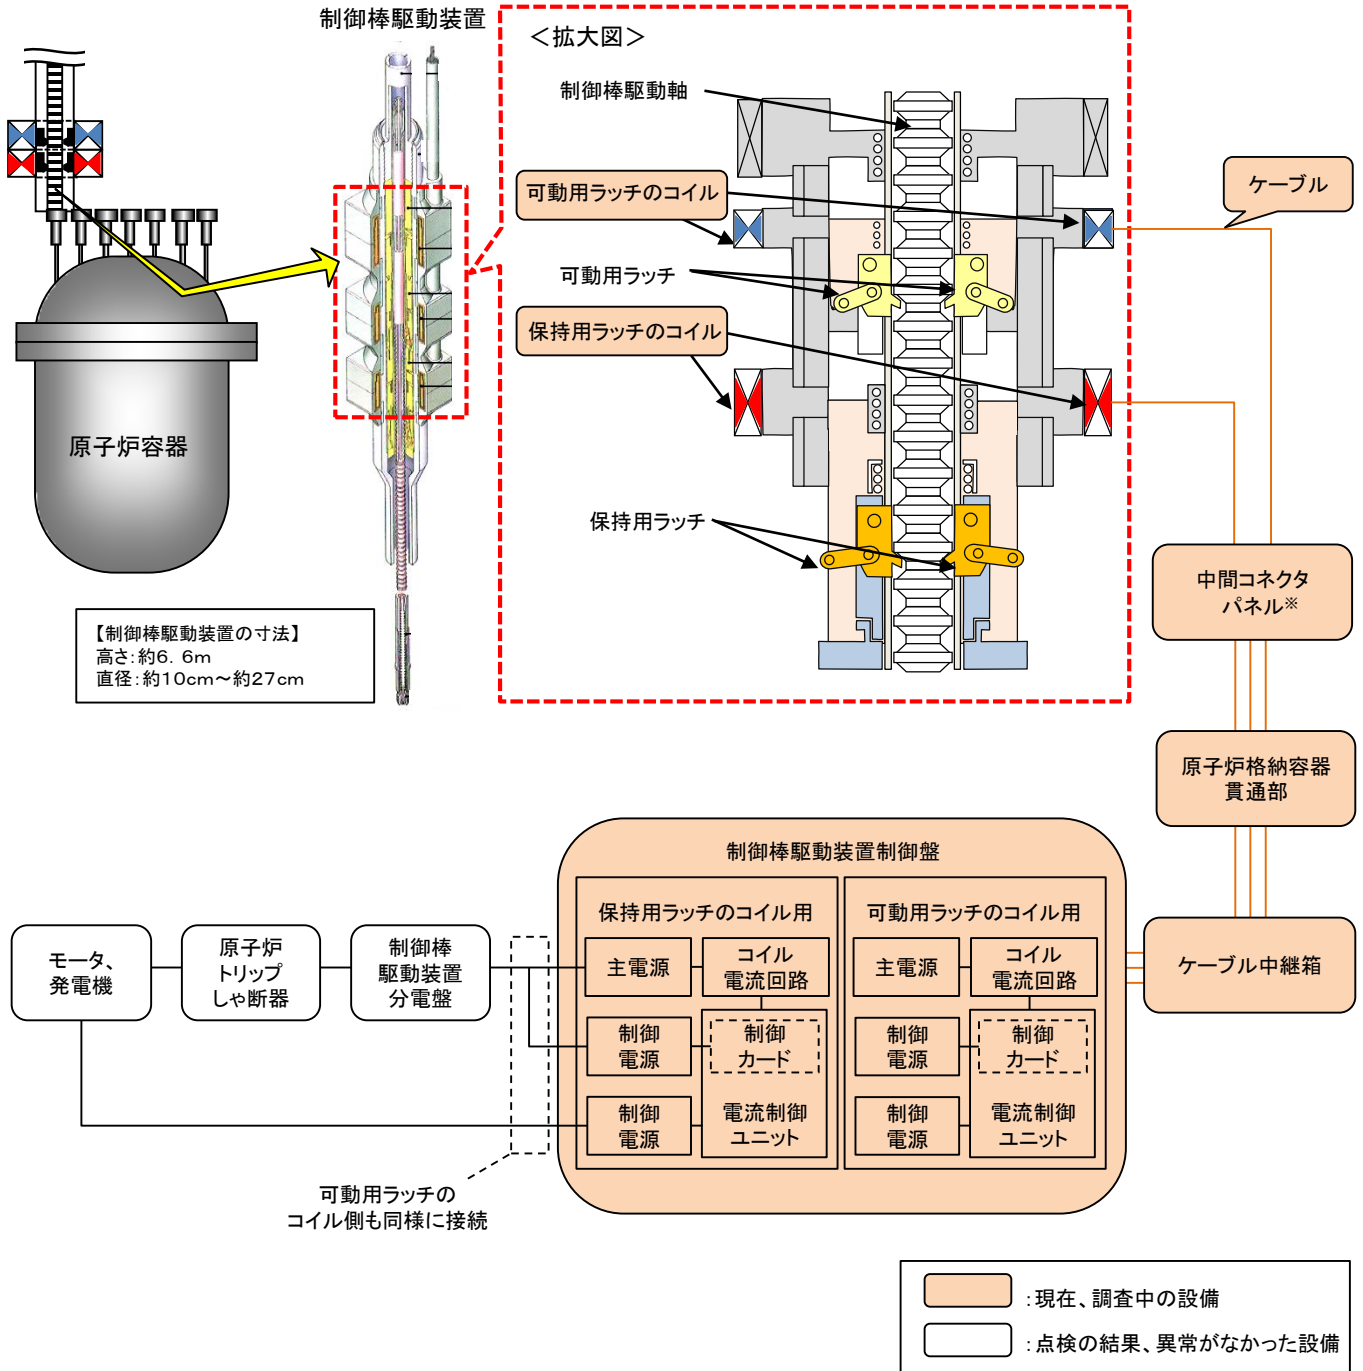 制御棒駆動装置
＜拡大図＞
制御棒駆動軸
可動用ラッチのコイル
ケーブル
可動用ラッチ
保持用ラッチのコイル
原子炉容器
保持用ラッチ
中間コネクタ
パネル※
【制御棒駆動装置の寸法】
高さ：約6．6m
直径：約10cm～約27cm
原子炉格納容器
貫通部
制御棒駆動装置制御盤
保持用ラッチのコイル用
可動用ラッチのコイル用
モータ、
発電機
原子炉
トリップ
しゃ断器
制御棒
駆動装置
分電盤
主電源
コイル
電流回路
主電源
コイル
電流回路
ケーブル中継箱
制御
電源
制御
カード
制御
電源
制御
カード
制御
電源
電流制御
ユニット
制御
電源
電流制御
ユニット
可動用ラッチの
コイル側も同様に接続
：現在、調査中の設備
：点検の結果、異常がなかった設備